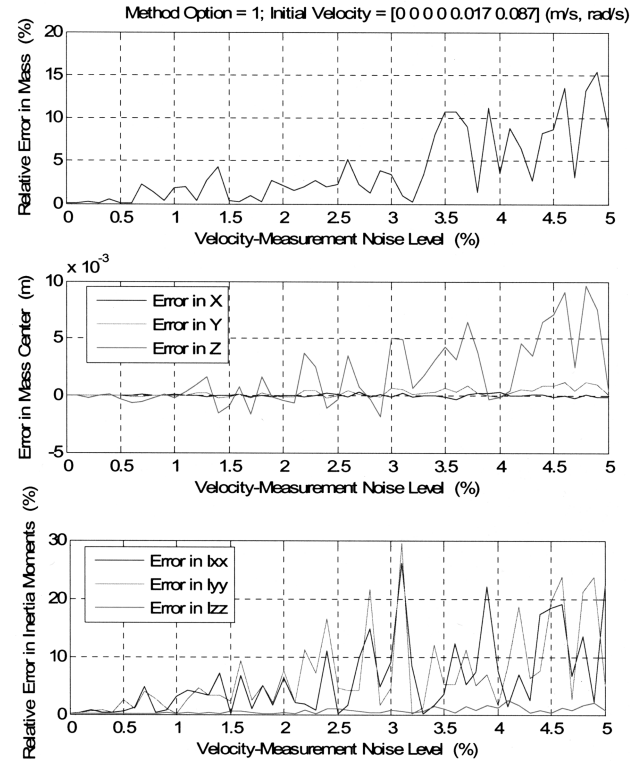 Method Option = 1; Initial Velocity = [0 0 0 0 0.017 0.087] (m/s, rad/s)
20
15
10
5
0
Relative Error in Mass (%)
0 0.5 1 1.5 2 2.5 3 3.5 4 4.5 5
Velocity-Measurement Noise Level (%)
x 10-3
10
5
0
-5
Error in Mass Center (m)
Error in X
Error in Y
Error in Z
0 0.5 1 1.5 2 2.5 3 3.5 4 4.5 5
Velocity-Measurement Noise Level (%)
30
20
10
0
Relative Error in Inertia Moments (%)
Error in Ixx
Error in Iyy
Error in Izz
0 0.5 1 1.5 2 2.5 3 3.5 4 4.5 5
Velocity-Measurement Noise Level (%)